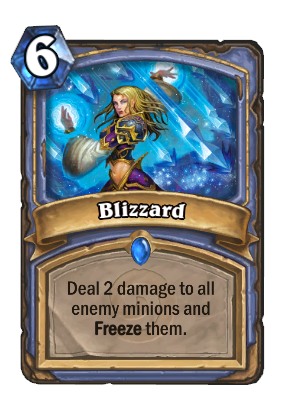 6
Blizzard
Deal 2 damage to all
enemy minions and
Freeze them.